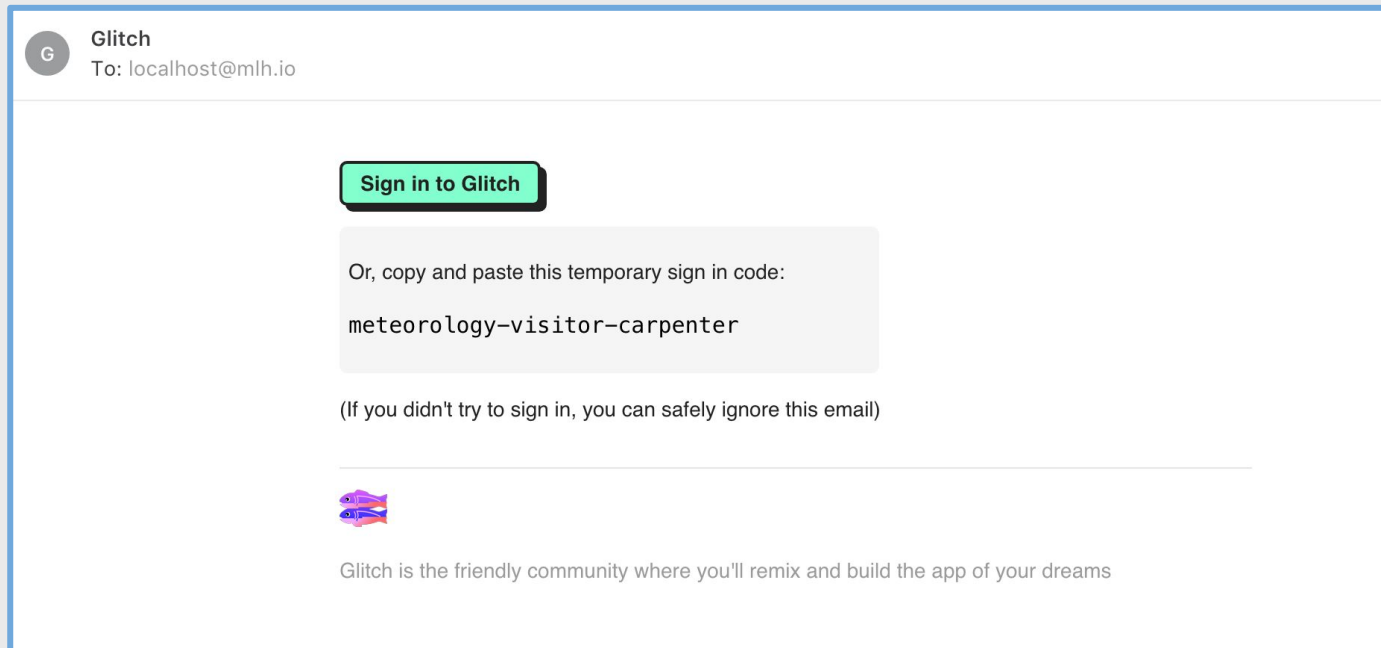 G
Glitch
To: localhost@mlh.io
Sign in to Glitch
Or, copy and paste this temporary sign in code:
meteorology-visitor-carpenter
(If you didn't try to sign in, you can safely ignore this email)
Glitch is the friendly community where you'll remix and build the app of your dreams